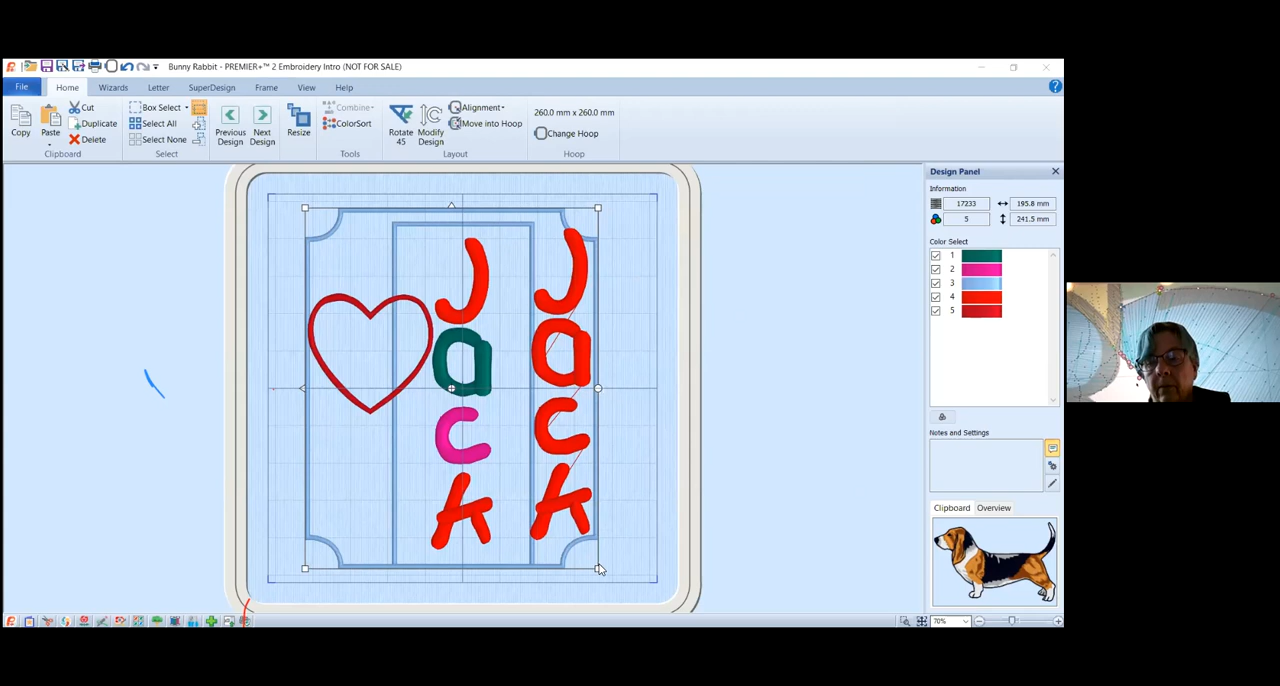 Bunny Rabbit - PREMIER+™ 2 Embroidery Intro (NOT FOR SALE)
File Home Wizards Letter SuperDesign Frame View Help
Copy Paste Cut Duplicate Delete
Clipboard
Box Select Select All Select None
Select
Previous Design Next Design
Resize
Combine ColorSort
Tools
Rotate 45 Modify Design Alignment Move into Hoop
Layout
260.0 mm x 260.0 mm
Change Hoop
Hoop
Jack
Jack
Design Panel
Information
17233 195.8 mm
5 241.5 mm
Color Select
1
2
3
4
5
Notes and Settings
Clipboard Overview
70%